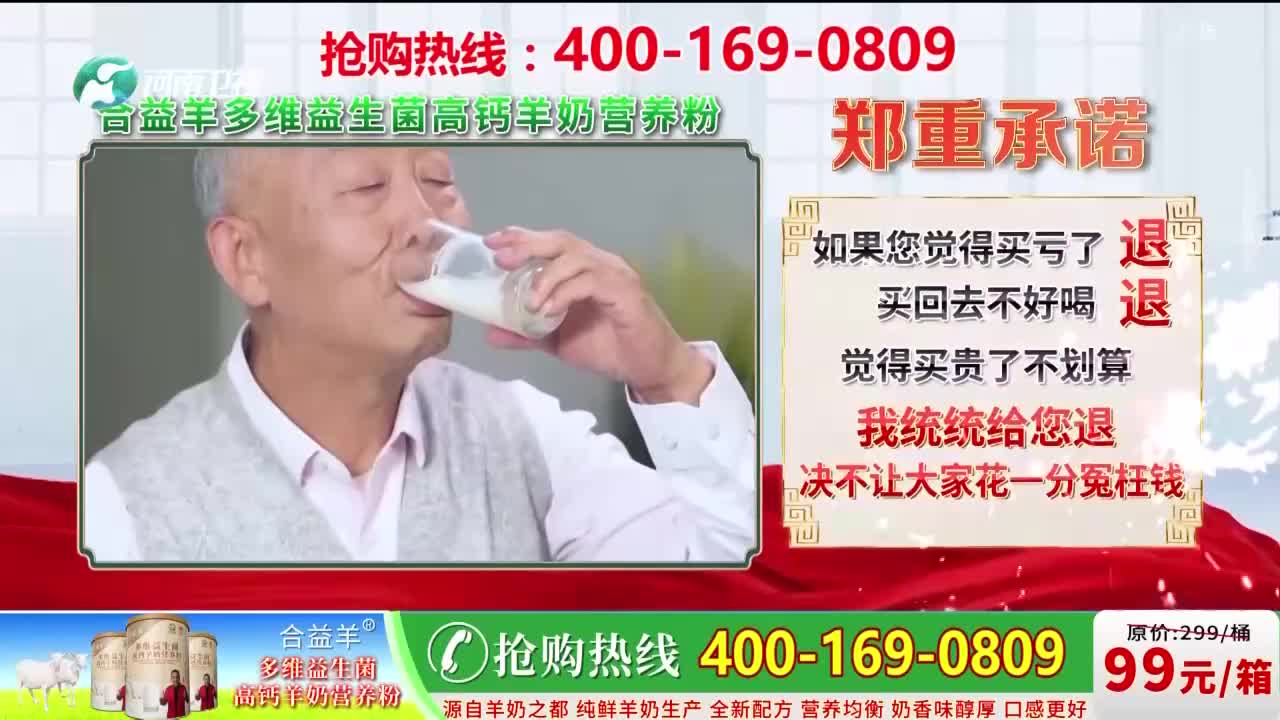 抢购热线：400-169-0809
河南卫视
合益羊多维益生菌高钙羊奶营养粉
郑重承诺
如果您觉得买亏了 退
买回去不好喝 退
觉得买贵了不划算
我统统给您退
决不让大家花一分冤枉钱
合益羊®
多维益生菌
高钙羊奶营养粉
抢购热线 400-169-0809
源自羊奶之都 纯鲜羊奶生产 全新配方 营养均衡 奶香味醇厚 口感更好
原价:299/桶
99元/箱